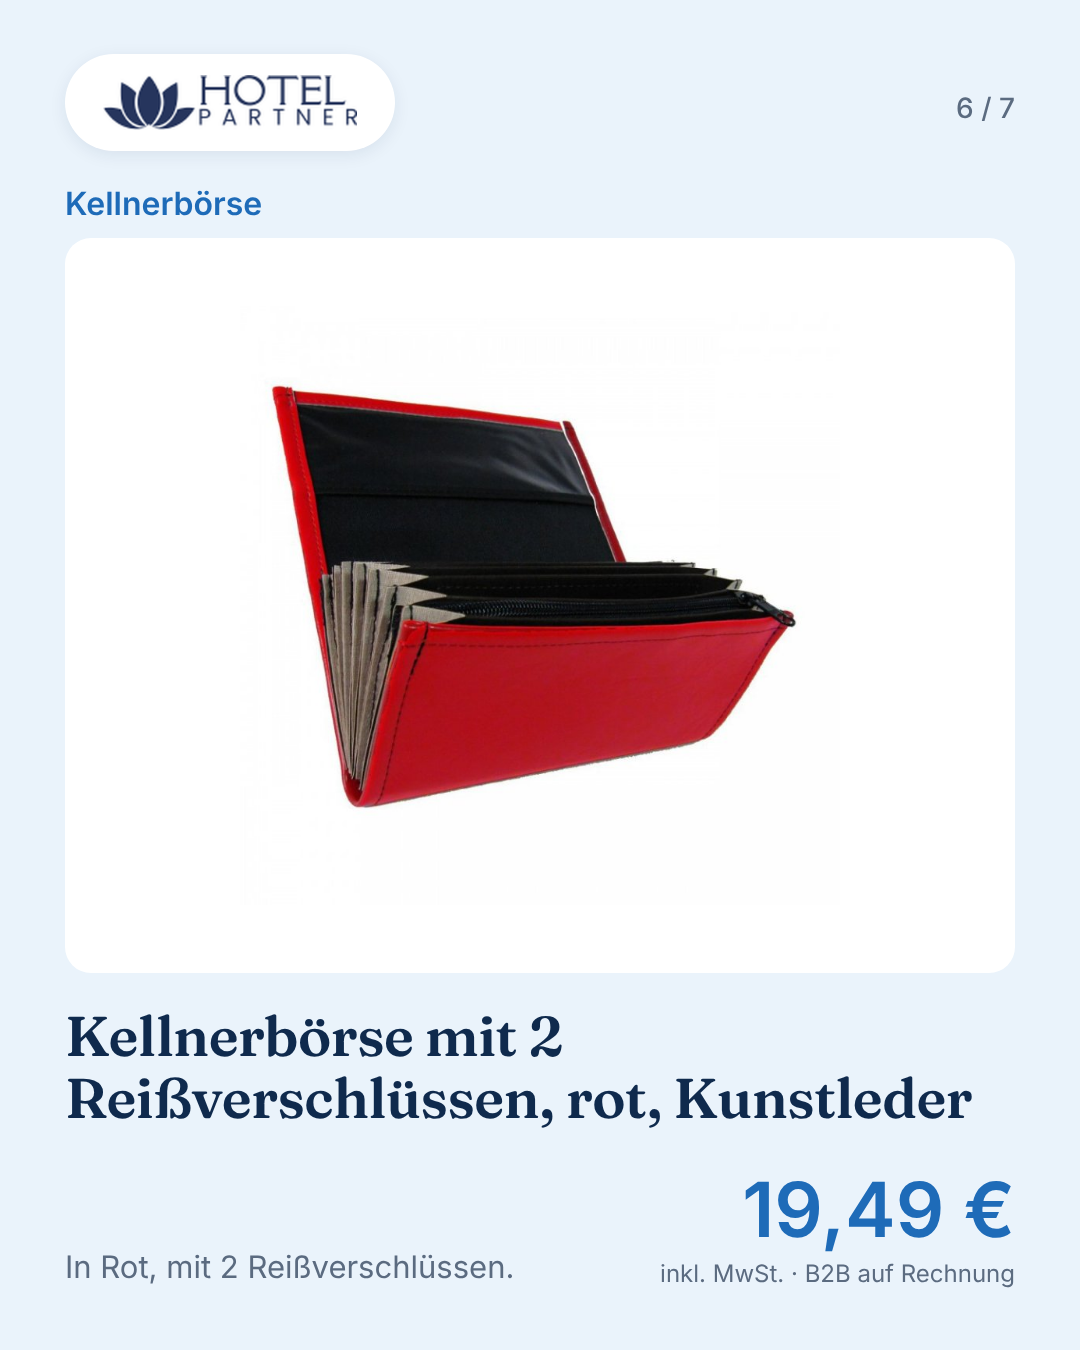 HOTEL
PARTNER
6 / 7
Kellnerbörse
Kellnerbörse mit 2
Reißverschlüssen, rot, Kunstleder
19,49 €
In Rot, mit 2 Reißverschlüssen.
inkl. MwSt. · B2B auf Rechnung